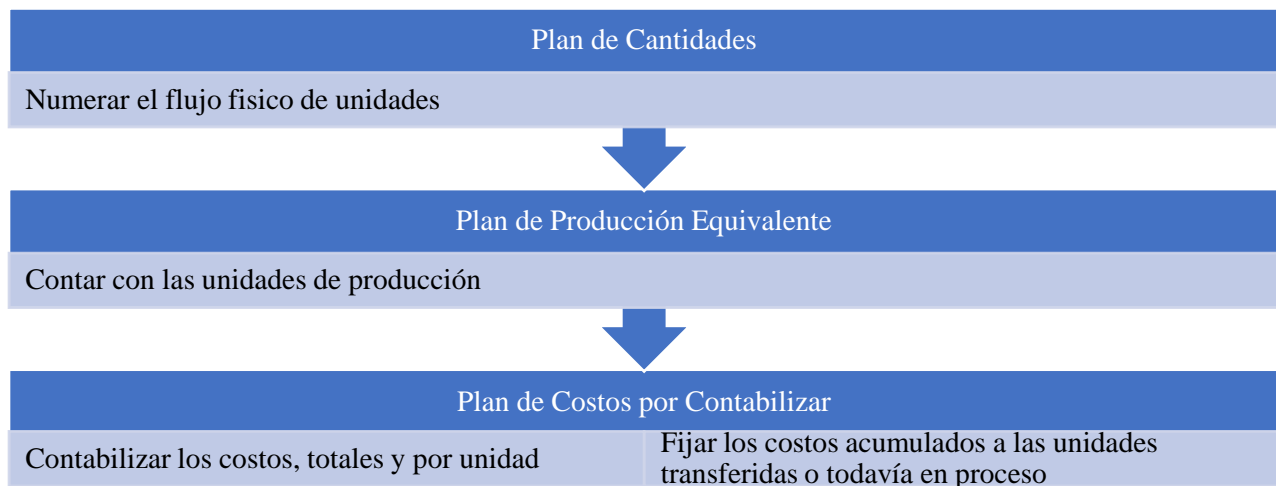 Plan de Cantidades
Numerar el flujo fisico de unidades
Plan de Producción Equivalente
Contar con las unidades de producción
Plan de Costos por Contabilizar
Contabilizar los costos, totales y por unidad
Fijar los costos acumulados a las unidades
transferidas o todavía en proceso